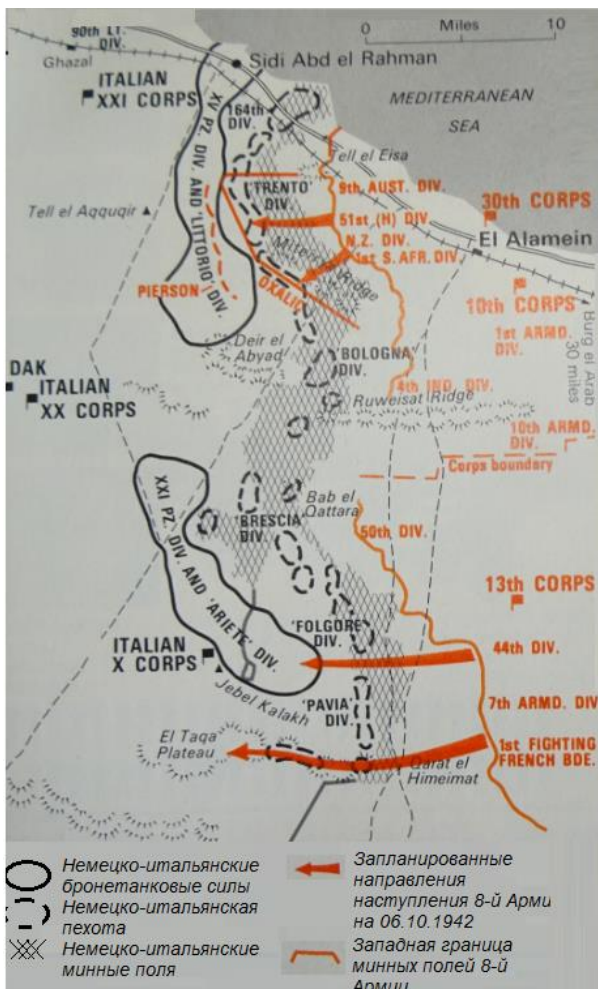 90th LT.
DIV.
Ghazal
Sidi Abd el Rahman
0 Miles 10
MEDITERRANEAN
SEA
ITALIAN
XXI CORPS
164th
DIV.
XV PZ. DIV. AND 'LITTORIO' DIV.
Tell el Eisa
'TRENTO'
DIV.
9th AUST. DIV.
30th CORPS
Tell el Aqquqir
51st (H) DIV.
N.Z. DIV.
1st S. AFR. DIV.
El Alamein
Miteiriya Ridge
PIERSON
OXALIC
10th CORPS
1st ARMD.
DIV.
Burg el Arab
30 miles
Deir el
Abyad
'BOLOGNA'
DIV.
DAK
ITALIAN
XX CORPS
4th IND. DIV.
Ruweisat Ridge
10th ARMD.
DIV.
Corps boundary
Bab el
Qattara
XXI PZ. DIV. AND 'ARIETE' DIV.
'BRESCIA'
DIV.
50th DIV.
13th CORPS
'FOLGORE'
DIV.
ITALIAN
X CORPS
44th DIV.
Jebel Kalakh
'PAVIA'
DIV.
7th ARMD. DIV
El Taqa
Plateau
1st FIGHTING
FRENCH BDE.
Qarat el
Himeimat
Немецко-итальянские
бронетанковые силы
Немецко-итальянская
пехота
Немецко-итальянские
минные поля
Запланированные
направления
наступления 8-й Арми
на 06.10.1942
Западная граница
минных полей 8-й
Армии